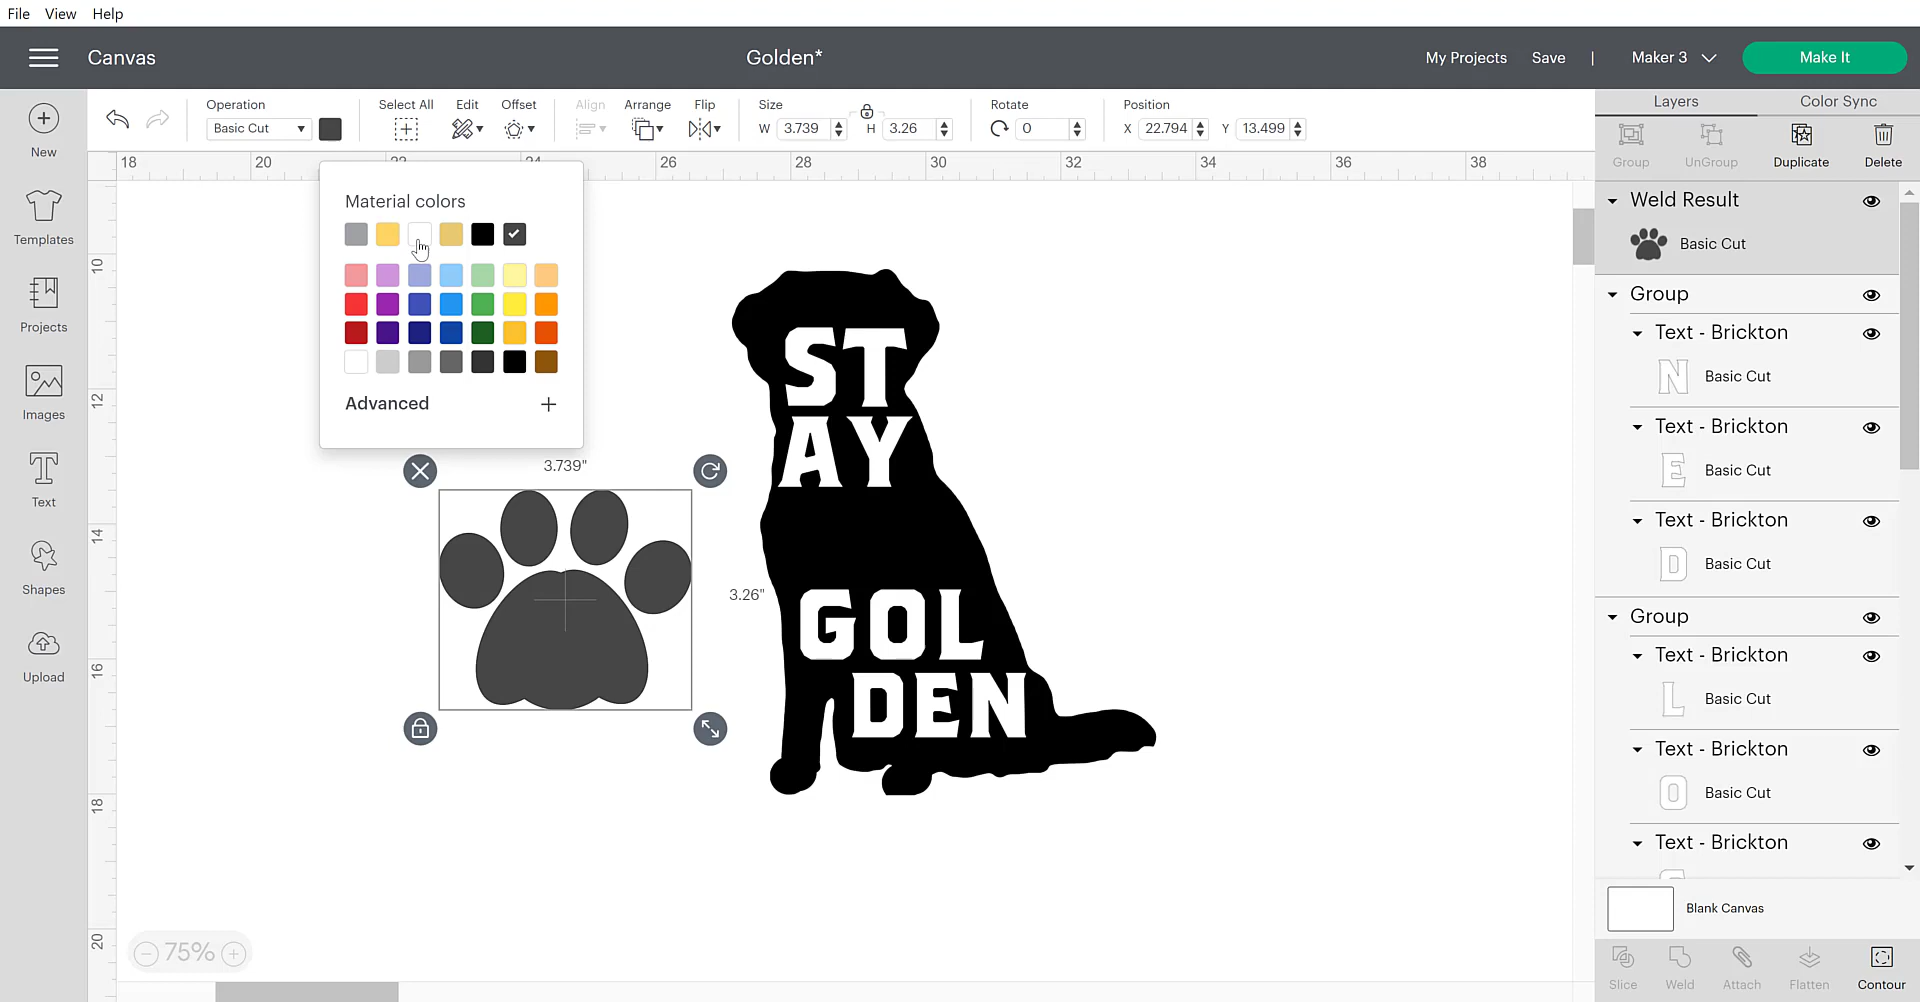 File View Help
Canvas
Golden*
My Projects Save | Maker 3 Make It
Operation
Basic Cut
Select All Edit Offset Align Arrange Flip
Size
W 3.739 H 3.26
Rotate
0
Position
X 22.794 Y 13.499
Layers Color Sync
Group UnGroup Duplicate Delete
New
Templates
Projects
Images
Text
Shapes
Upload
18 20 22 24 26 28 30 32 34 36 38
10
12
14
16
18
20
Material colors
Advanced
3.739"
3.26"
ST
AY
GOL
DEN
75%
Weld Result
Basic Cut
Group
Text - Brickton
N Basic Cut
Text - Brickton
E Basic Cut
Text - Brickton
D Basic Cut
Group
Text - Brickton
L Basic Cut
Text - Brickton
O Basic Cut
Text - Brickton
Blank Canvas
Slice Weld Attach Flatten Contour